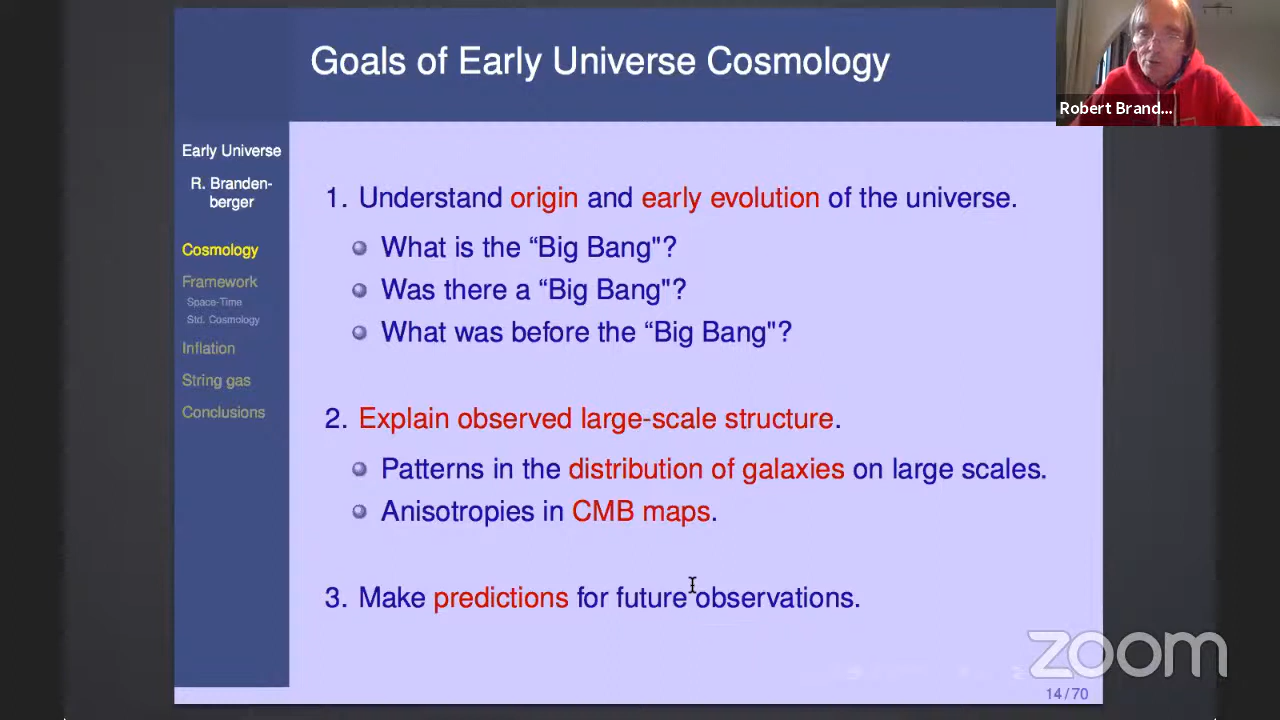 Goals of Early Universe Cosmology
Robert Brand...
Early Universe
R. Branden-
berger
Cosmology
Framework
Space-Time
Std. Cosmology
Inflation
String gas
Conclusions
1. Understand origin and early evolution of the universe.
What is the “Big Bang"?
Was there a “Big Bang"?
What was before the “Big Bang"?
2. Explain observed large-scale structure.
Patterns in the distribution of galaxies on large scales.
Anisotropies in CMB maps.
3. Make predictions for future observations.
zoom
14/70